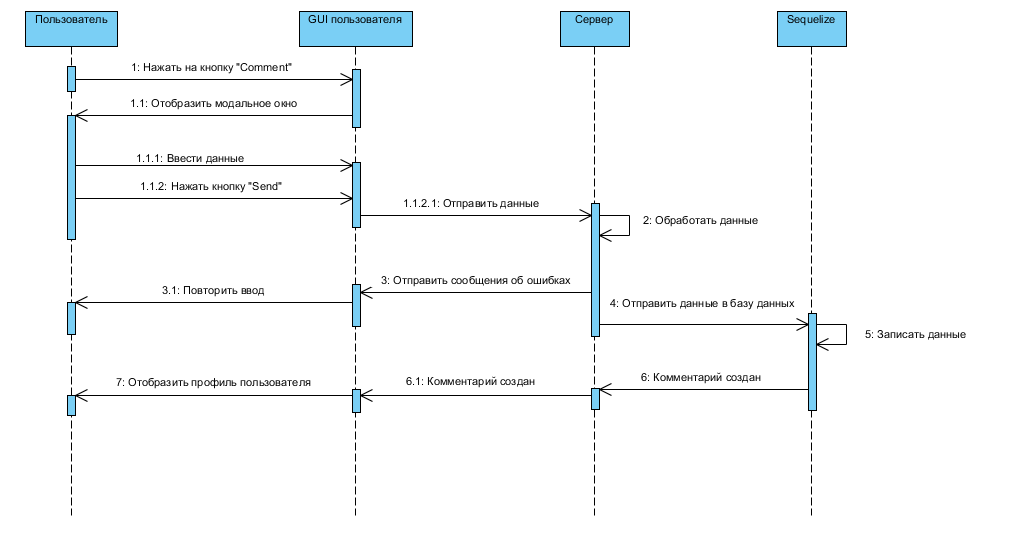 Пользователь
GUI пользователя
Сервер
Sequelize
1: Нажать на кнопку "Comment"
1.1: Отобразить модальное окно
1.1.1: Ввести данные
1.1.2: Нажать кнопку "Send"
1.1.2.1: Отправить данные
2: Обработать данные
3: Отправить сообщения об ошибках
3.1: Повторить ввод
4: Отправить данные в базу данных
5: Записать данные
6: Комментарий создан
6.1: Комментарий создан
7: Отобразить профиль пользователя